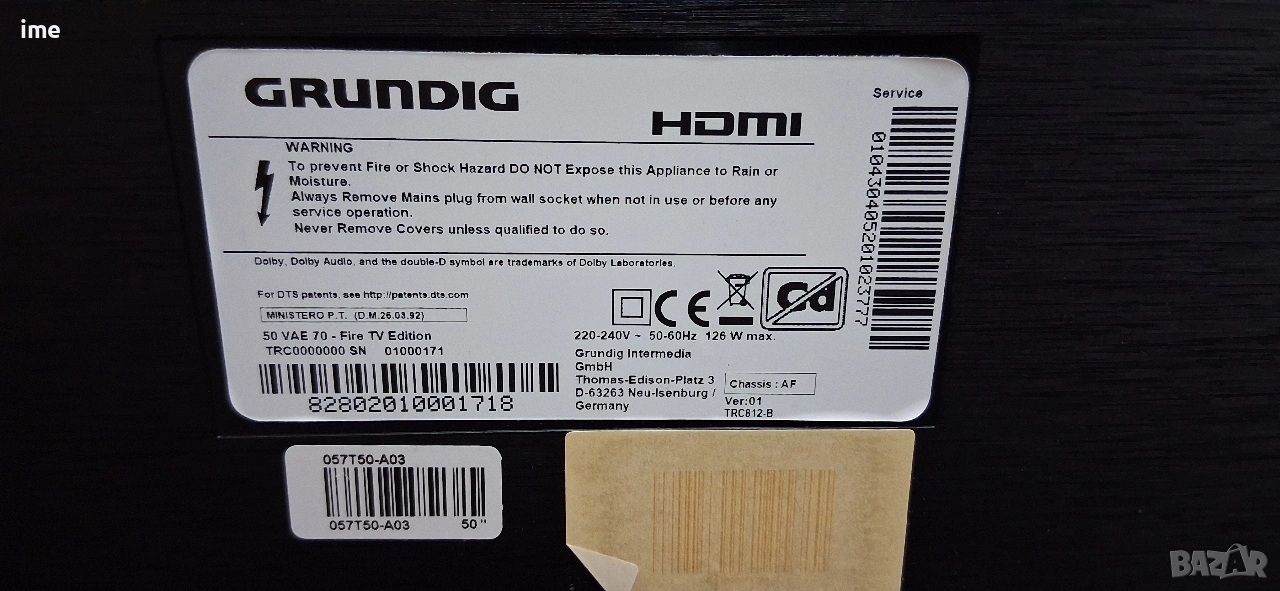 ime
GRUNDIG
HDMI
Service
WARNING
To prevent Fire or Shock Hazard DO NOT Expose this Appliance to Rain or
Moisture.
Always Remove Mains plug from wall socket when not in use or before any
service operation.
Never Remove Covers unless qualified to do so.
Dolby, Dolby Audio, and the double-D symbol are trademarks of Dolby Laboratories.
For DTS patents, see http://patents.dts.com
MINISTERO P.T. (D.M.26.03.92)
50 VAE 70 - Fire TV Edition
TRC0000000 SN 01000171
82802010001718
CE
Cd
220-240V ~ 50-60Hz 126 W max.
Grundig Intermedia
GmbH
Thomas-Edison-Platz 3
D-63263 Neu-Isenburg /
Germany
Chassis : AF
Ver:01
TRC812-B
010430405201023777
057T50-A03
057T50-A03 50"
BAZAR